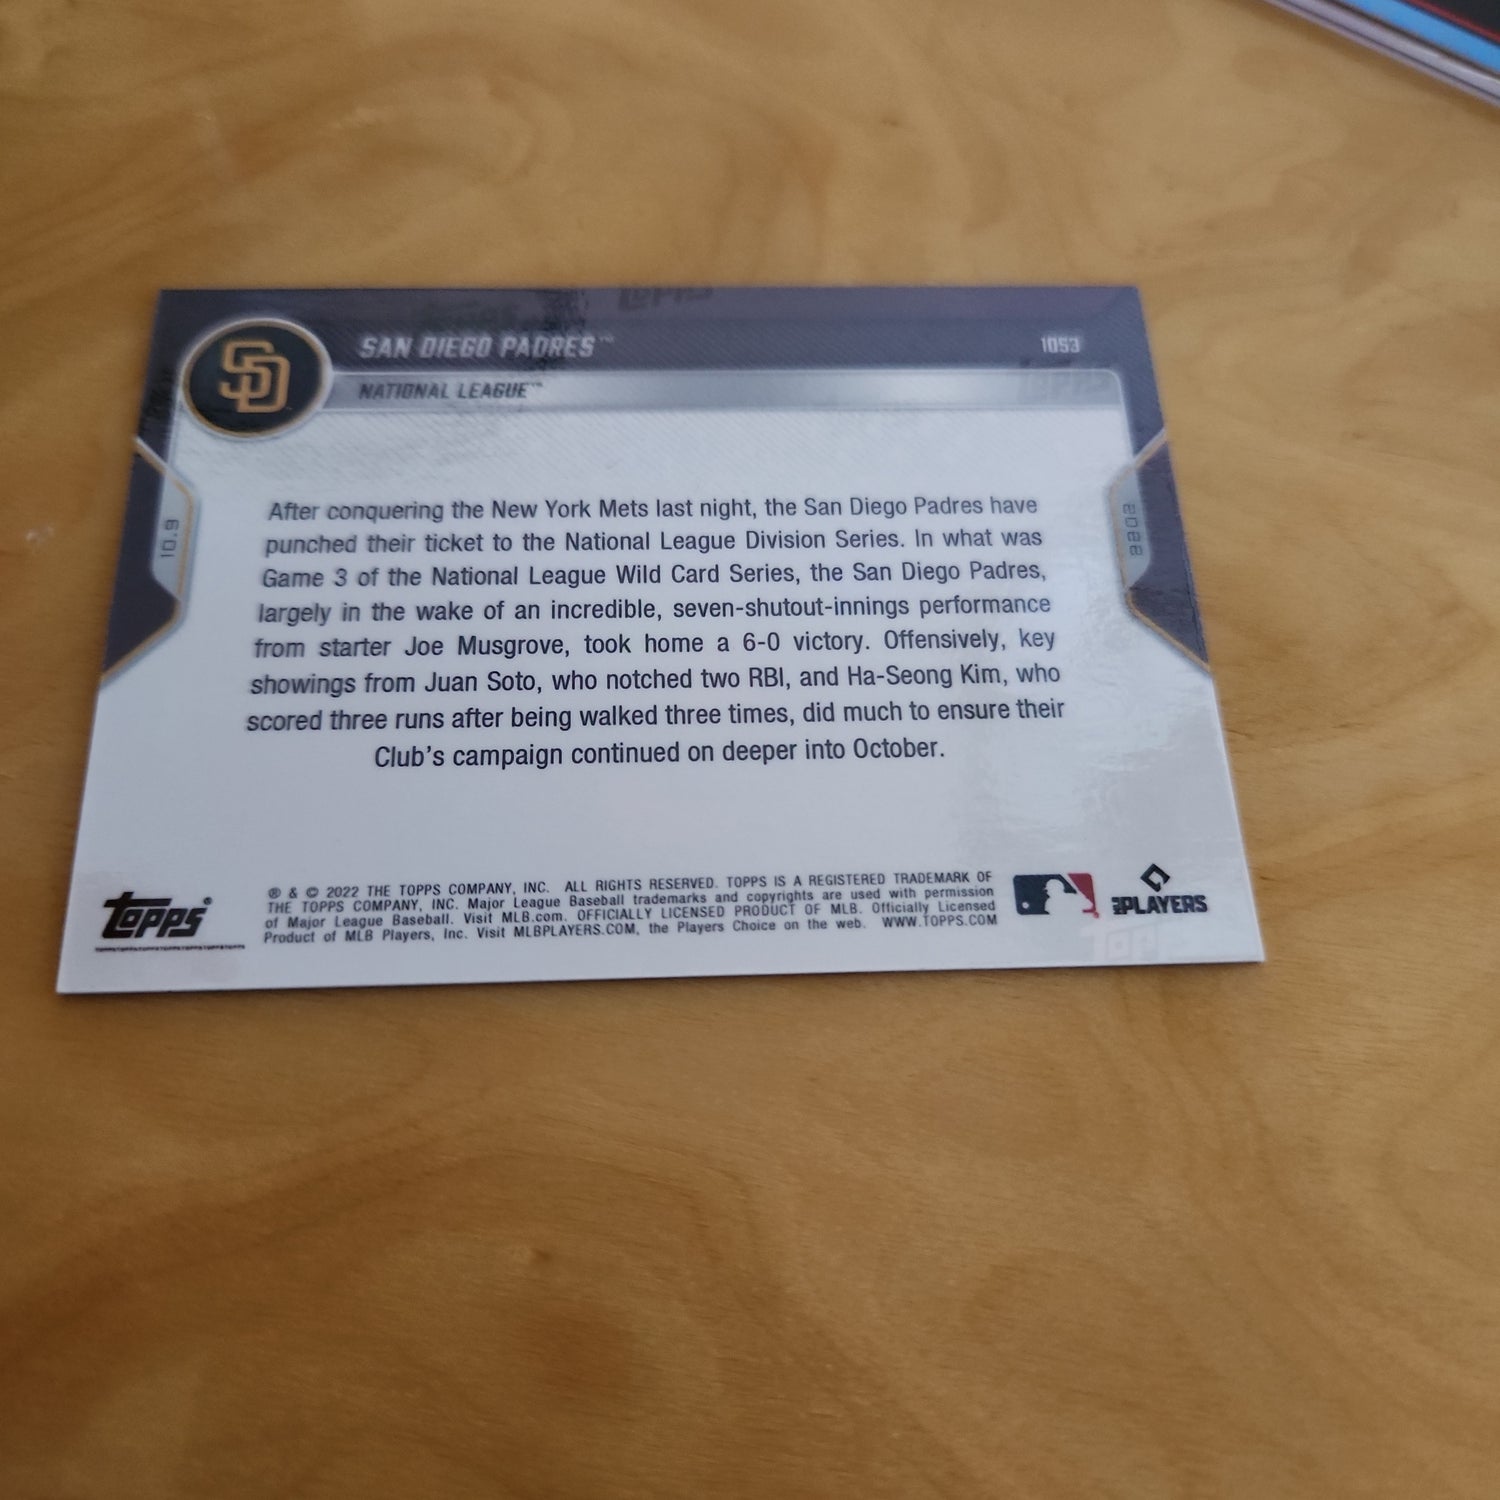 SAN DIEGO PADRES™
1053
NATIONAL LEAGUE™
10.9
2022
After conquering the New York Mets last night, the San Diego Padres have
punched their ticket to the National League Division Series. In what was
Game 3 of the National League Wild Card Series, the San Diego Padres,
largely in the wake of an incredible, seven-shutout-innings performance
from starter Joe Musgrove, took home a 6-0 victory. Offensively, key
showings from Juan Soto, who notched two RBI, and Ha-Seong Kim, who
scored three runs after being walked three times, did much to ensure their
Club's campaign continued on deeper into October.
topps®
® & © 2022 THE TOPPS COMPANY, INC. ALL RIGHTS RESERVED. TOPPS IS A REGISTERED TRADEMARK OF
THE TOPPS COMPANY, INC. Major League Baseball trademarks and copyrights are used with permission
of Major League Baseball. Visit MLB.com. OFFICIALLY LICENSED PRODUCT OF MLB. Officially Licensed
Product of MLB Players, Inc. Visit MLBPLAYERS.COM, the Players Choice on the web. WWW.TOPPS.COM
PLAYERS